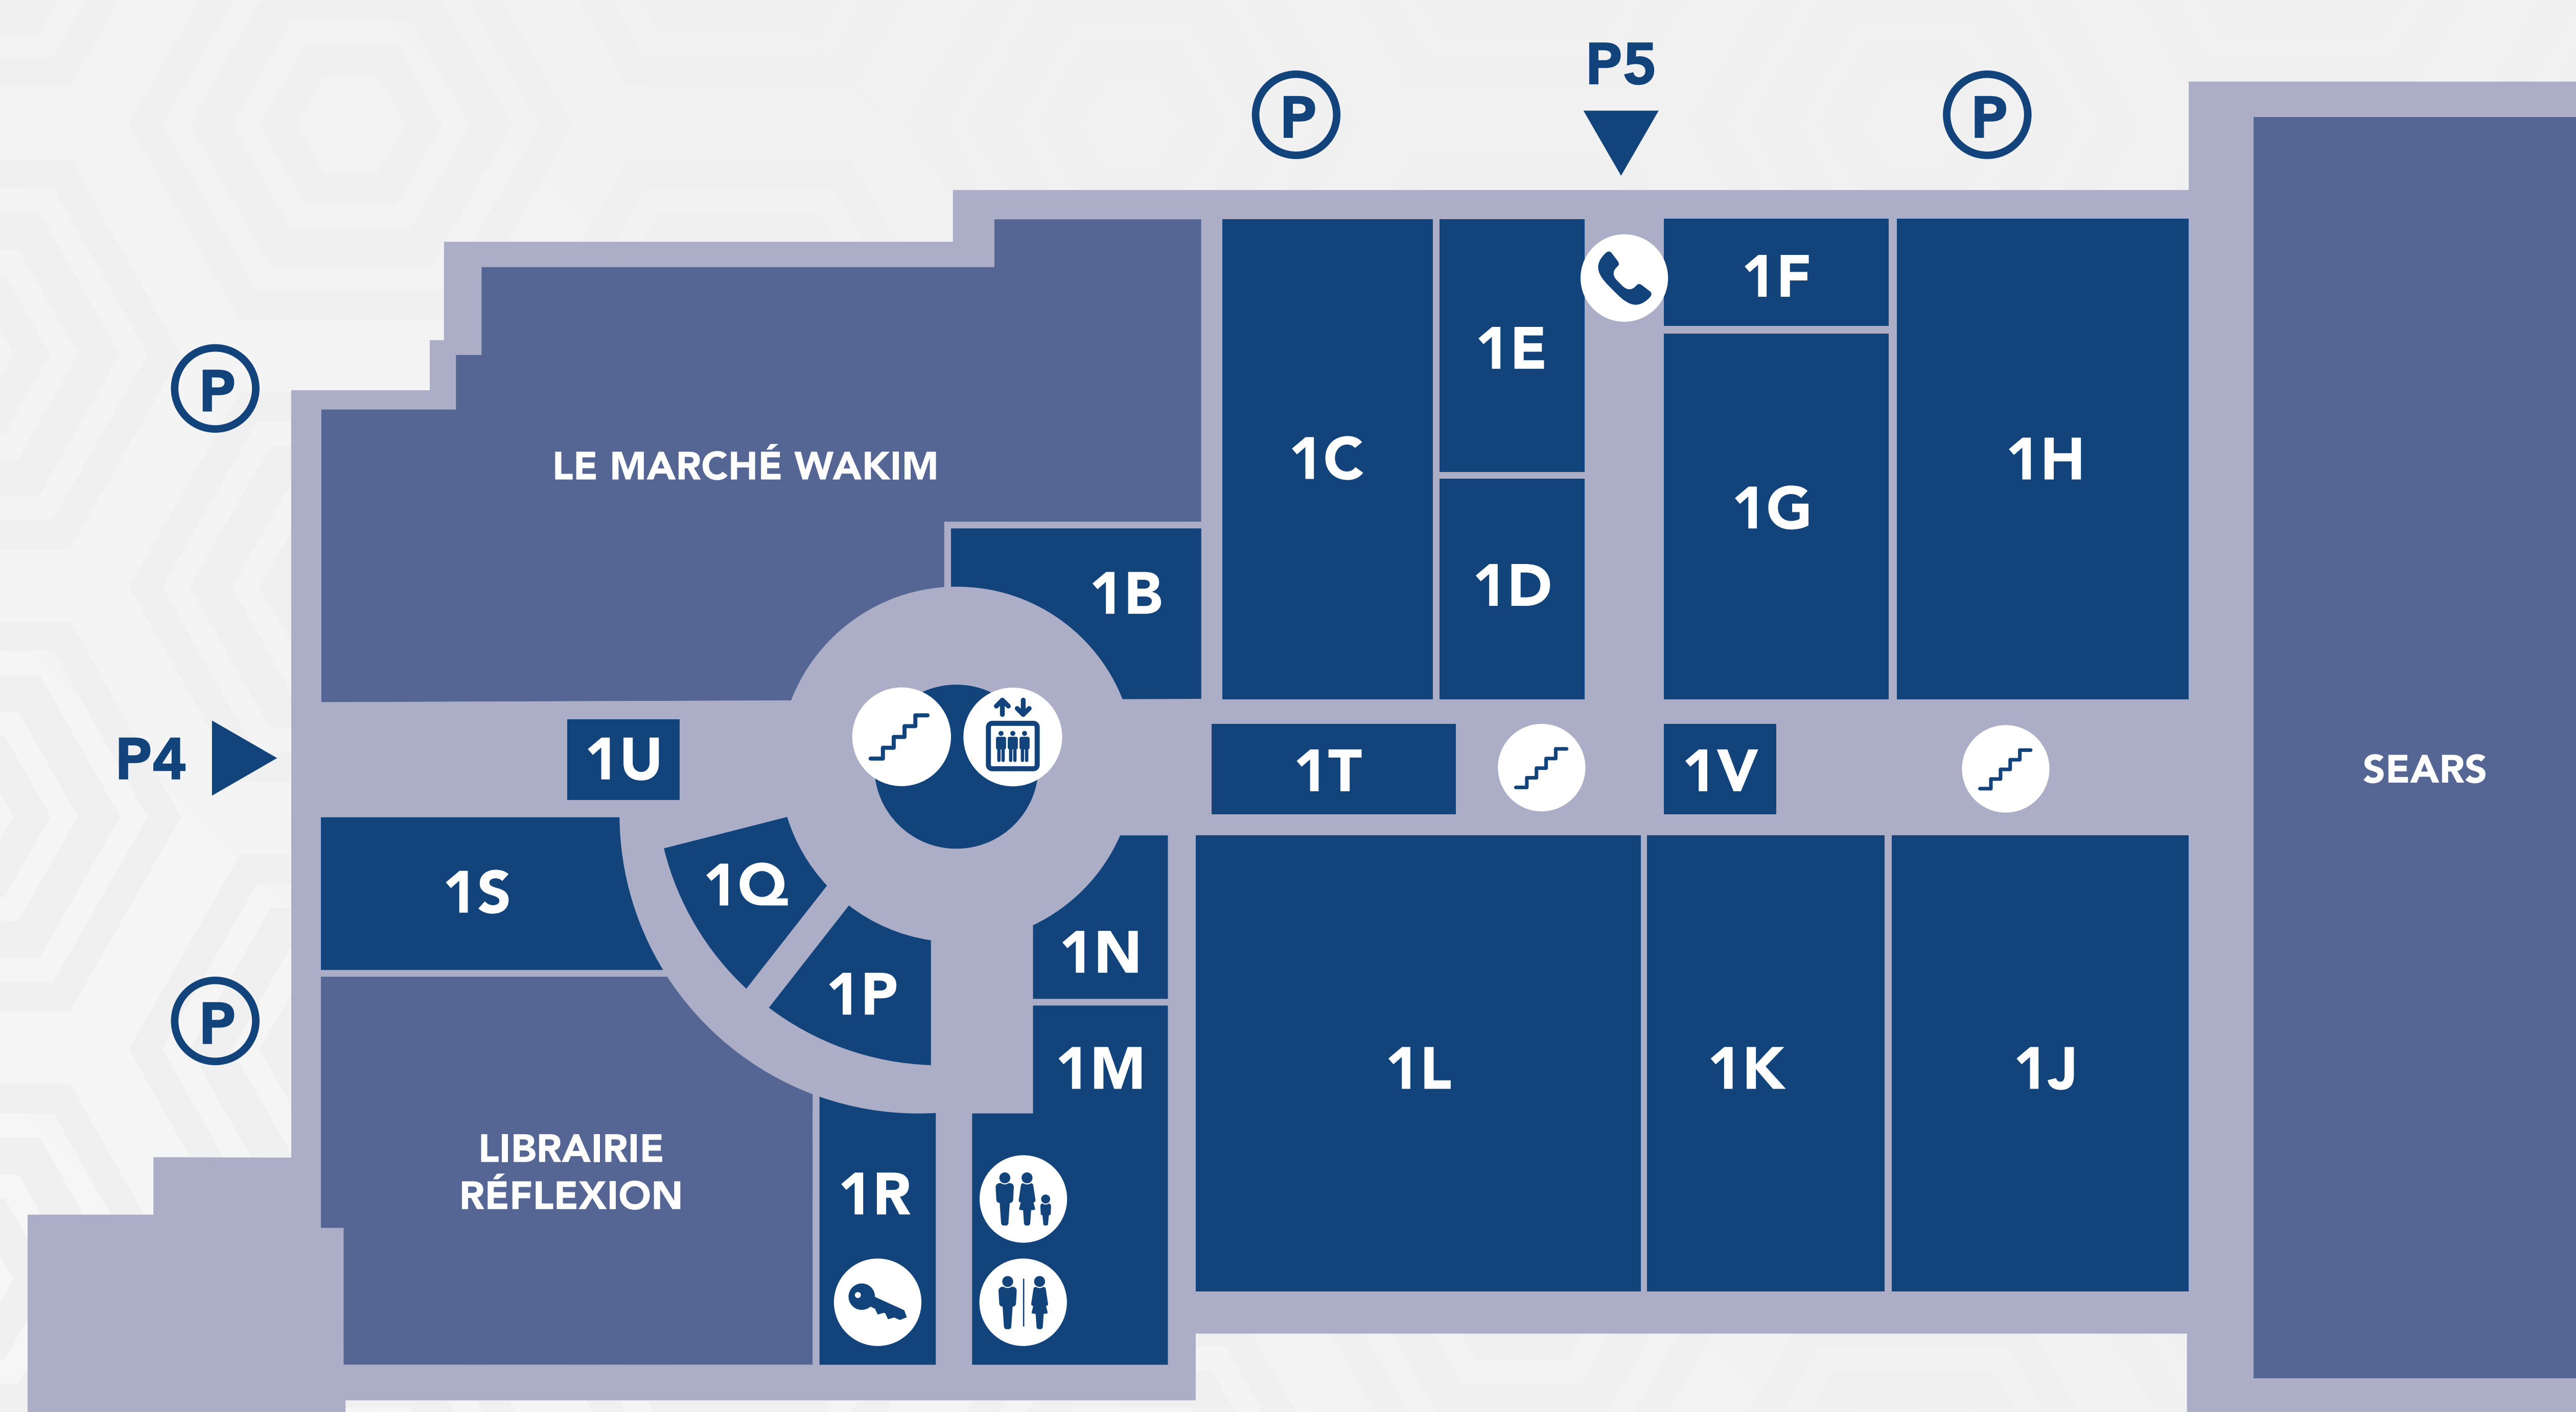 P5
P
P
1F
1E
P
1C
1H
LE MARCHÉ WAKIM
1G
1B
1D
P4
1U
1T
1V
SEARS
1S
1Q
1N
1P
P
1M
1L
1K
1J
LIBRAIRIE
RÉFLEXION
1R